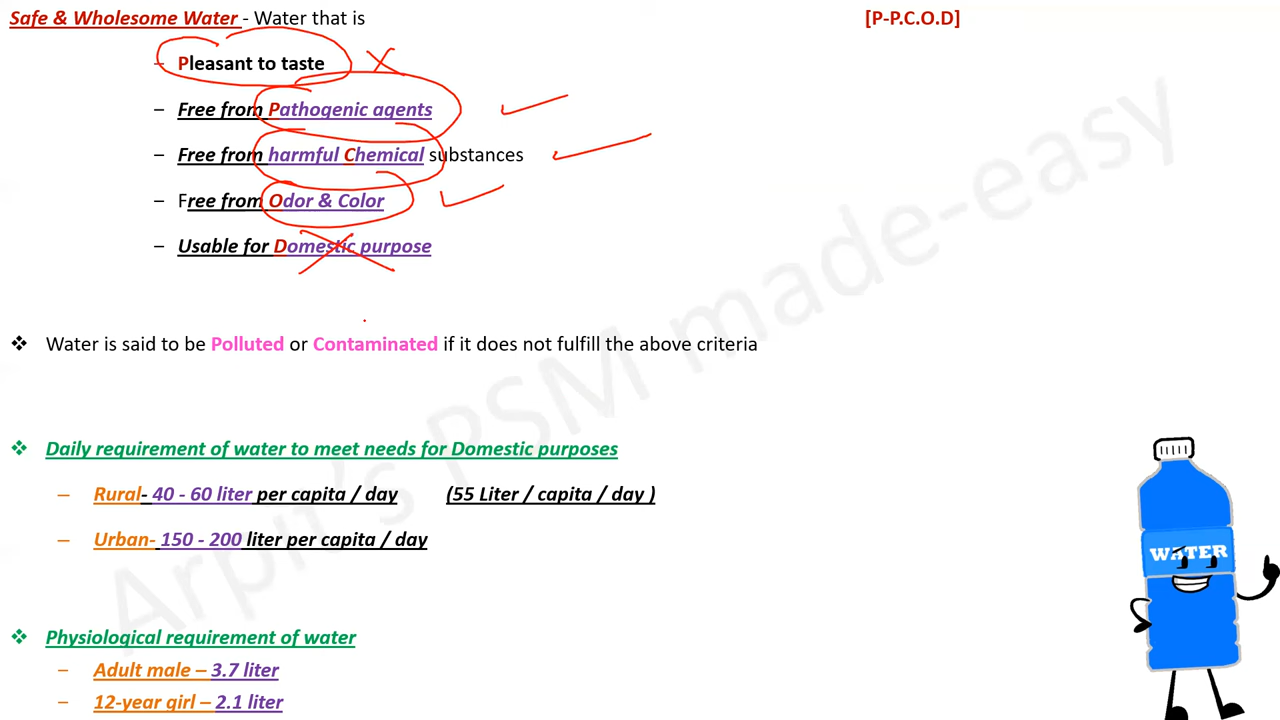 Safe & Wholesome Water - Water that is [P-P.C.O.D]
– Pleasant to taste
– Free from Pathogenic agents
– Free from harmful Chemical substances
– Free from Odor & Color
– Usable for Domestic purpose
❖ Water is said to be Polluted or Contaminated if it does not fulfill the above criteria
❖ Daily requirement of water to meet needs for Domestic purposes
– Rural- 40 - 60 liter per capita / day (55 Liter / capita / day )
– Urban- 150 - 200 liter per capita / day
❖ Physiological requirement of water
– Adult male – 3.7 liter
– 12-year girl – 2.1 liter
WATER
Arpit's PSM made-easy